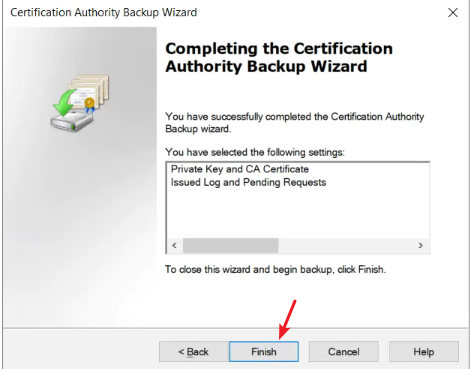 Certification Authority Backup Wizard
Completing the Certification
Authority Backup Wizard
You have successfully completed the Certification Authority
Backup wizard.
You have selected the following settings:
Private Key and CA Certificate
Issued Log and Pending Requests
To close this wizard and begin backup, click Finish.
< Back
Finish
Cancel
Help